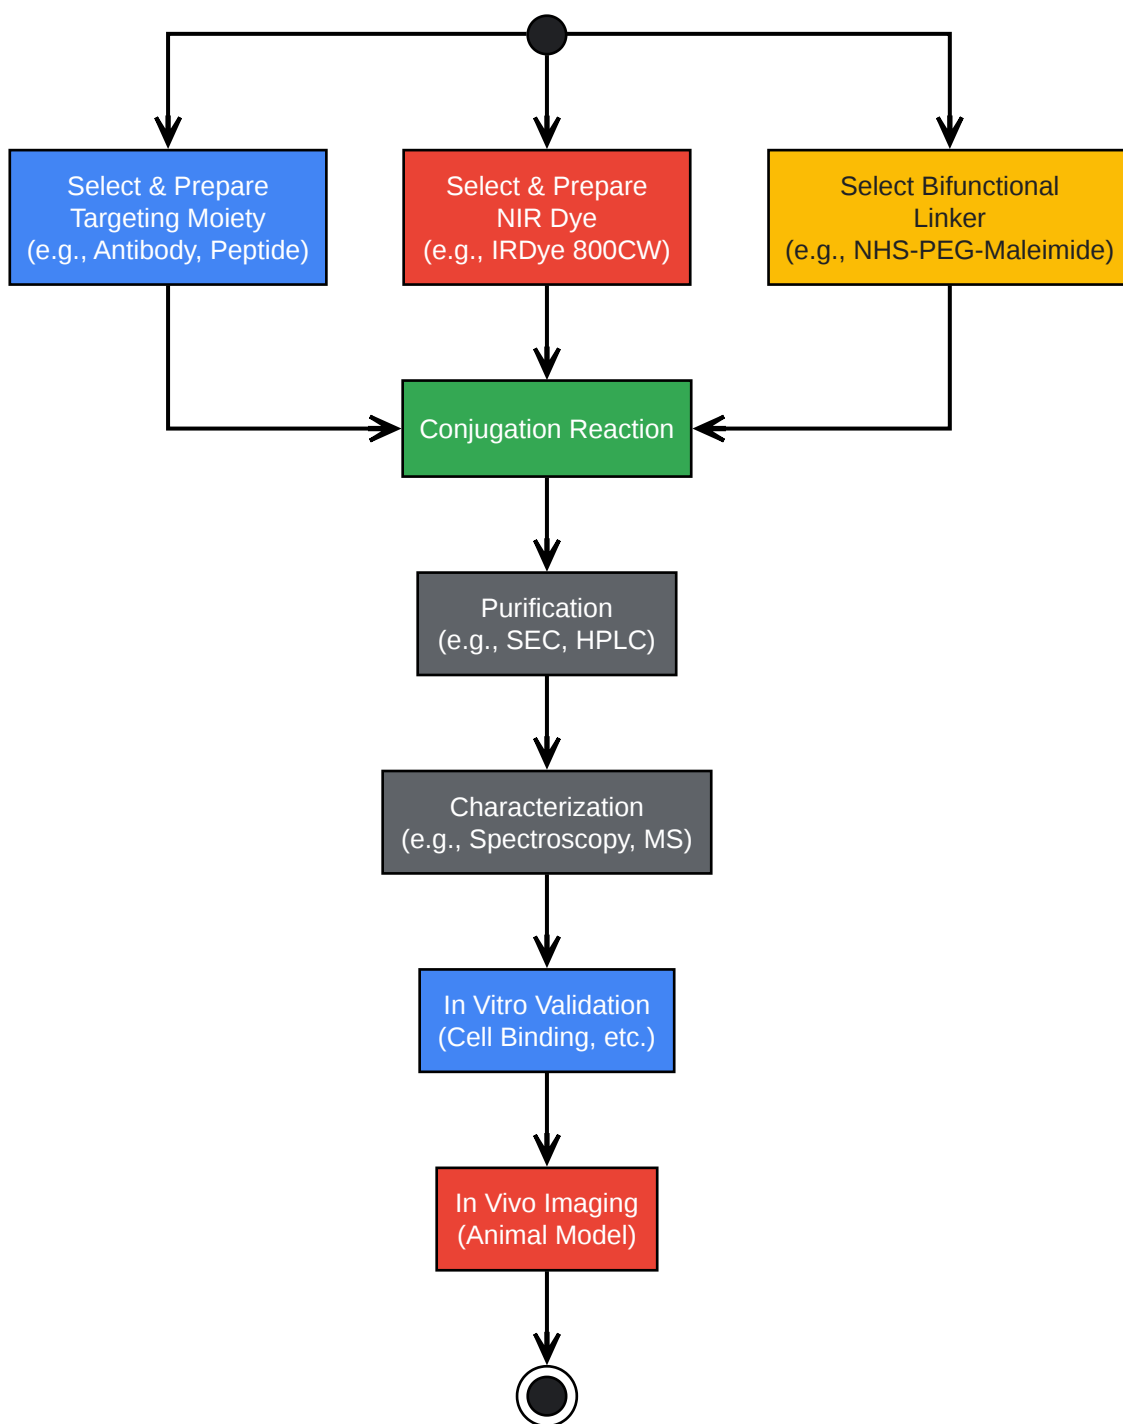 Select & Prepare
Targeting Moiety
(e.g., Antibody, Peptide)
Select & Prepare
NIR Dye
(e.g., IRDye 800CW)
Select Bifunctional
Linker
(e.g., NHS-PEG-Maleimide)
Conjugation Reaction
Purification
(e.g., SEC, HPLC)
Characterization
(e.g., Spectroscopy, MS)
In Vitro Validation
(Cell Binding, etc.)
In Vivo Imaging
(Animal Model)